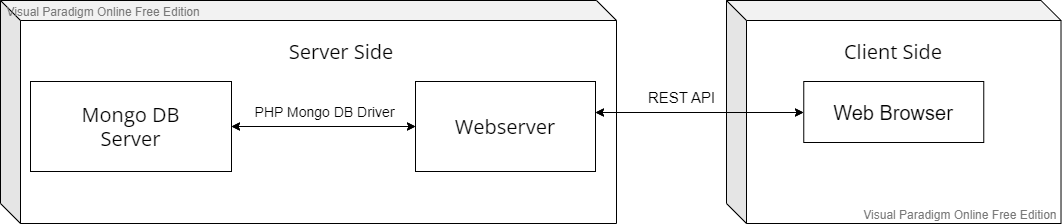 Visual Paradigm Online Free Edition
Server Side
Mongo DB
Server
PHP Mongo DB Driver
Webserver
REST API
Client Side
Web Browser
Visual Paradigm Online Free Edition